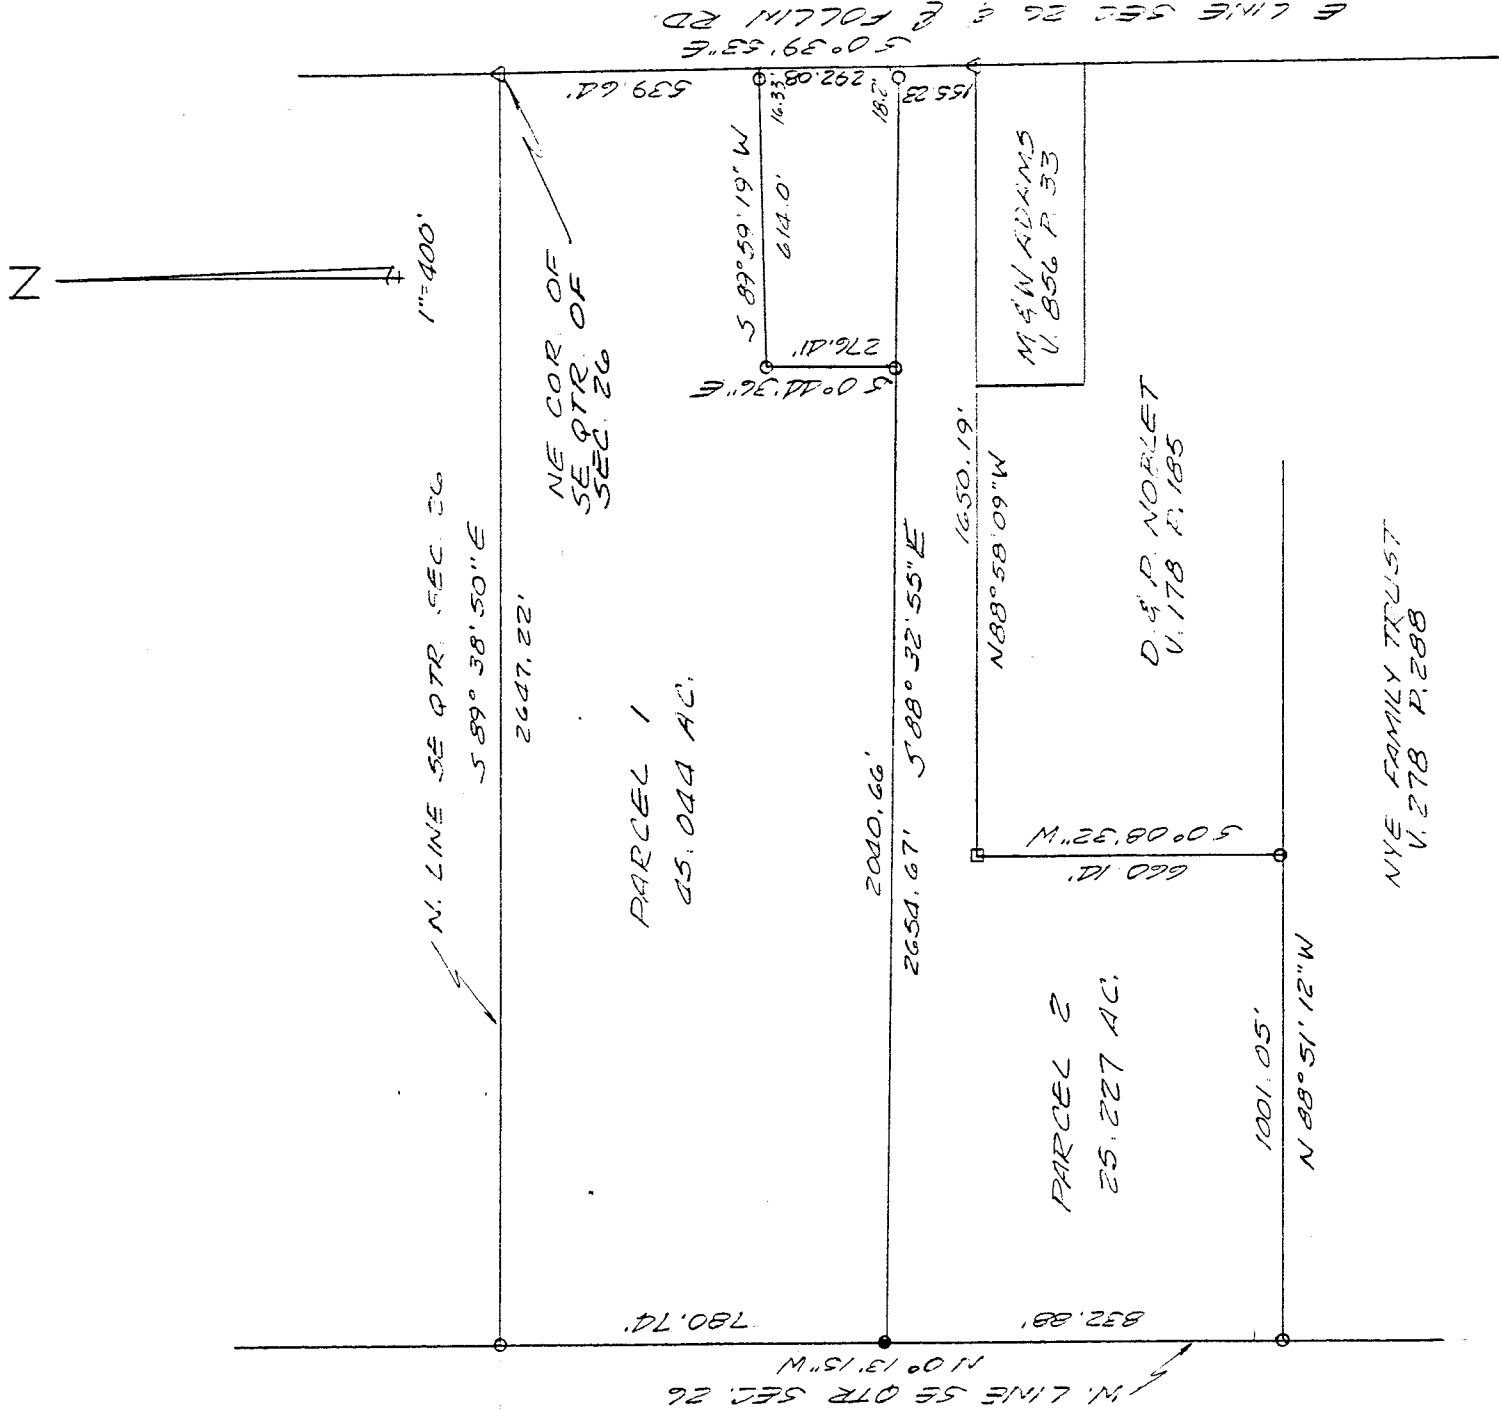 N
1"=400'
N. LINE SE QTR. SEC. 26
S 89° 38' 50" E
2647.22'
NE COR. OF
SE QTR. OF
SEC. 26
PARCEL 1
45.044 AC.
S 89° 59' 19" W
614.0'
16.33'
18.2'
539.64'
292.08
155.23
S 0° 39' 53" E
E LINE SEC 26 & ℄ FOLLIN RD.
276.41'
S 0° 44' 36" E
2040.66'
2654.67' S 88° 32' 55" E
1650.19'
N 88° 58' 09" W
M & W ADAMS
V. 856 P. 33
D. & P. NORLET
V. 178 P. 185
S 0° 08' 32" W
660.14'
PARCEL 2
25.227 AC.
1001.05'
N 88° 51' 12" W
NYE FAMILY TRUST
V. 278 P. 288
780.74'
832.88'
N 0° 13' 15" W
W. LINE SE QTR SEC. 26